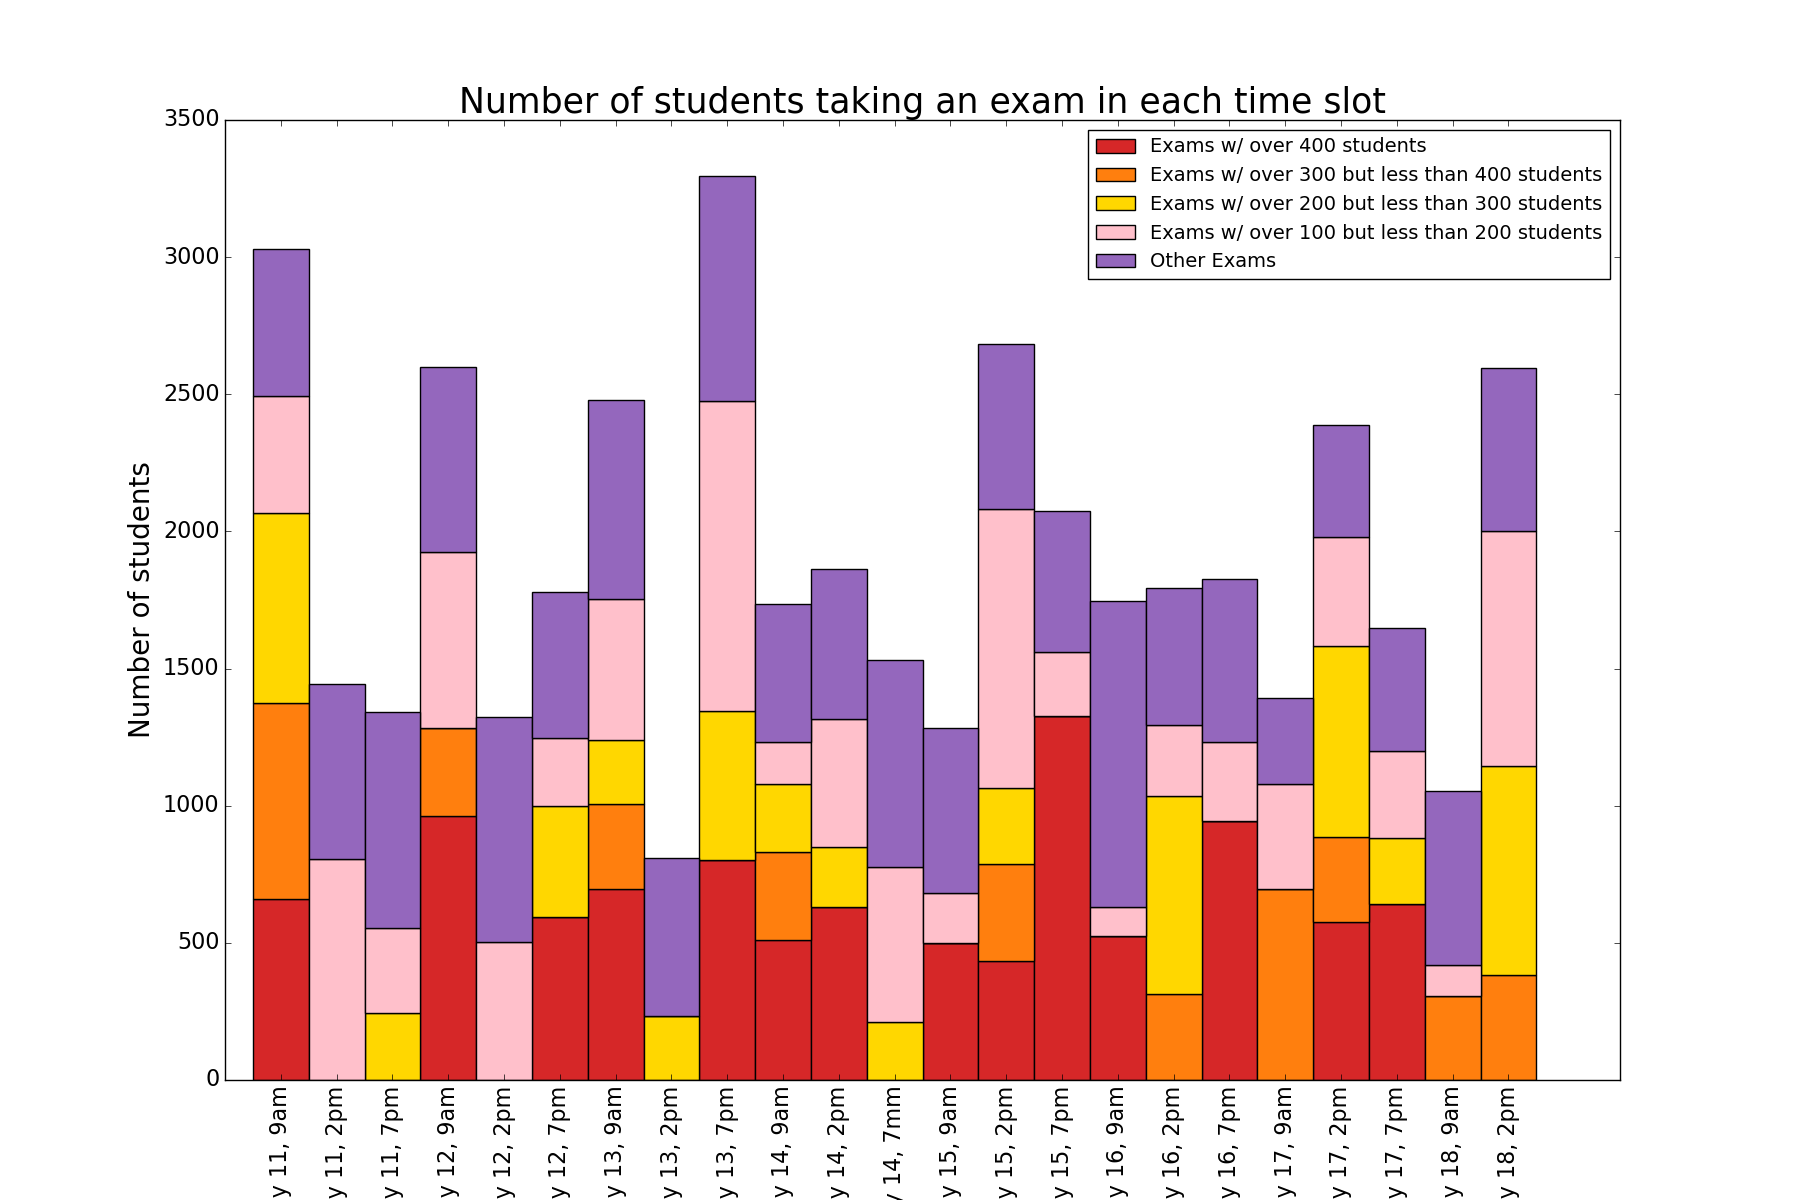 Number of students taking an exam in each time slot
3500
3000
2500
2000
1500
1000
500
0
Number of students
Exams w/ over 400 students
Exams w/ over 300 but less than 400 students
Exams w/ over 200 but less than 300 students
Exams w/ over 100 but less than 200 students
Other Exams
y 11, 9am
y 11, 2pm
y 11, 7pm
y 12, 9am
y 12, 2pm
y 12, 7pm
y 13, 9am
y 13, 2pm
y 13, 7pm
y 14, 9am
y 14, 2pm
y 14, 7mm
y 15, 9am
y 15, 2pm
y 15, 7pm
y 16, 9am
y 16, 2pm
y 16, 7pm
y 17, 9am
y 17, 2pm
y 17, 7pm
y 18, 9am
y 18, 2pm